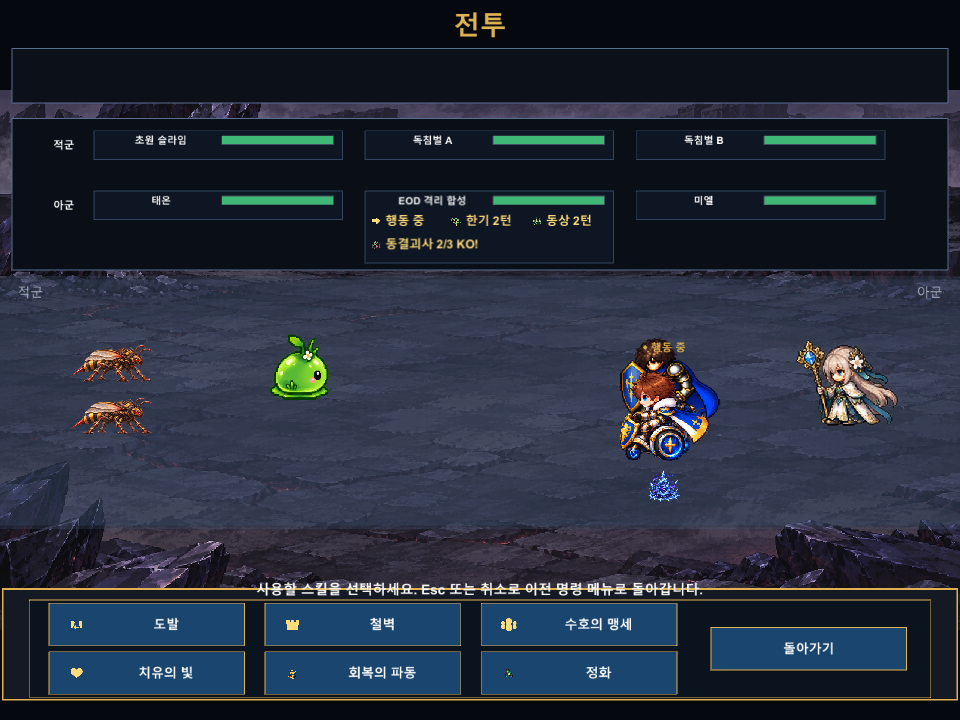 전투
적군 초원 슬라임 독침벌 A 독침벌 B
아군 태온 EOD 격리 합성 미엘
행동 중 한기 2턴 동상 2턴
동결괴사 2/3 KO!
적군 아군
행동 중
사용할 스킬을 선택하세요. Esc 또는 취소로 이전 명령 메뉴로 돌아갑니다.
도발 철벽 수호의 맹세
돌아가기
치유의 빛 회복의 파동 정화